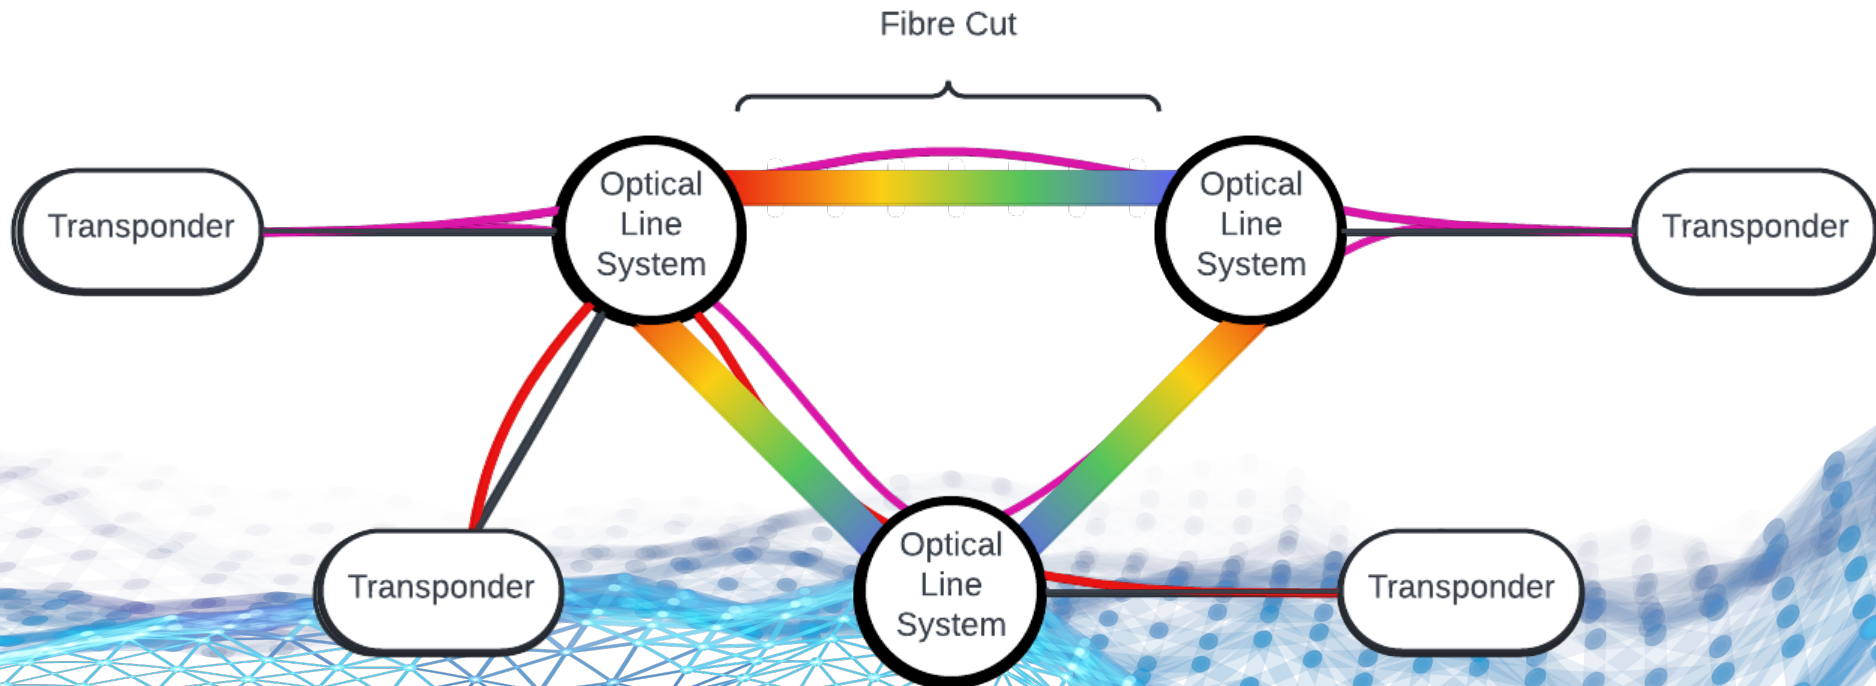 Fibre Cut
Transponder
Optical
Line
System
Optical
Line
System
Transponder
Transponder
Optical
Line
System
Transponder